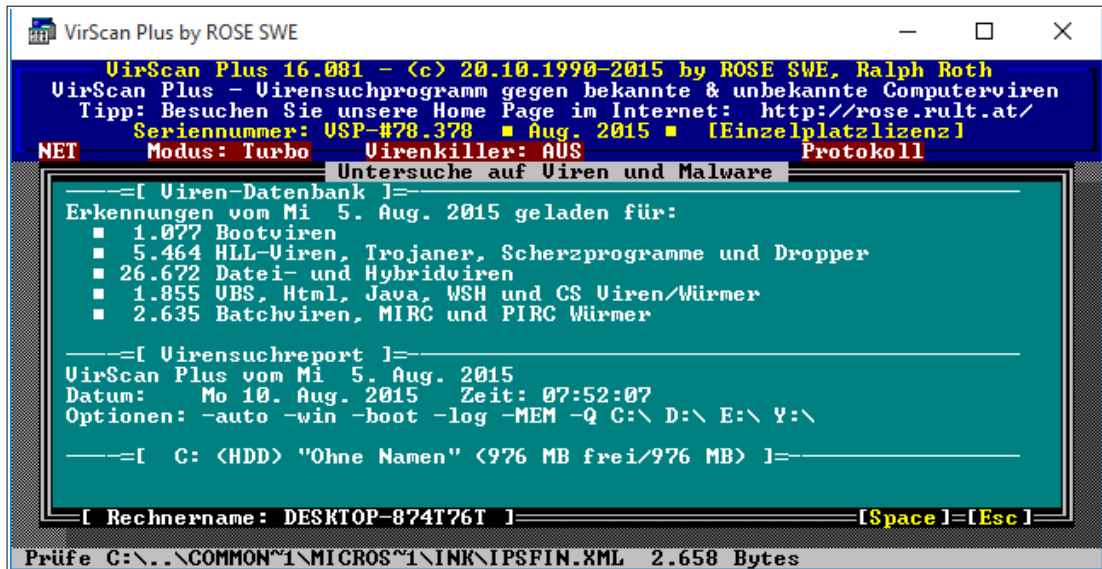 VirScan Plus by ROSE SWE
VirScan Plus 16.081 - (c) 20.10.1990-2015 by ROSE SWE, Ralph Roth
VirScan Plus - Virensuchprogramm gegen bekannte & unbekannte Computerviren
Tipp: Besuchen Sie unsere Home Page im Internet: http://rose.rult.at/
Seriennummer: VSP-#78.378 ▪ Aug. 2015 ▪ [Einzelplatzlizenz]
NET Modus: Turbo Virenkiller: AUS Protokoll
Untersuche auf Viren und Malware
=[ Viren-Datenbank ]=
Erkennungen vom Mi 5. Aug. 2015 geladen für:
▪ 1.077 Bootviren
▪ 5.464 HLL-Viren, Trojaner, Scherzprogramme und Dropper
▪ 26.672 Datei- und Hybridviren
▪ 1.855 VBS, Html, Java, WSH und CS Viren/Würmer
▪ 2.635 Batchviren, MIRC und PIRC Würmer
=[ Virensuchreport ]=
VirScan Plus vom Mi 5. Aug. 2015
Datum: Mo 10. Aug. 2015 Zeit: 07:52:07
Optionen: -auto -win -boot -log -MEM -Q C:\ D:\ E:\ Y:\
=[ C: (HDD) "Ohne Namen" (976 MB frei/976 MB) ]=
[ Rechnername: DESKTOP-874T76T ] [Space]=[Esc]
Prüfe C:\..\COMMON~1\MICROS~1\INK\IPSFIN.XML 2.658 Bytes